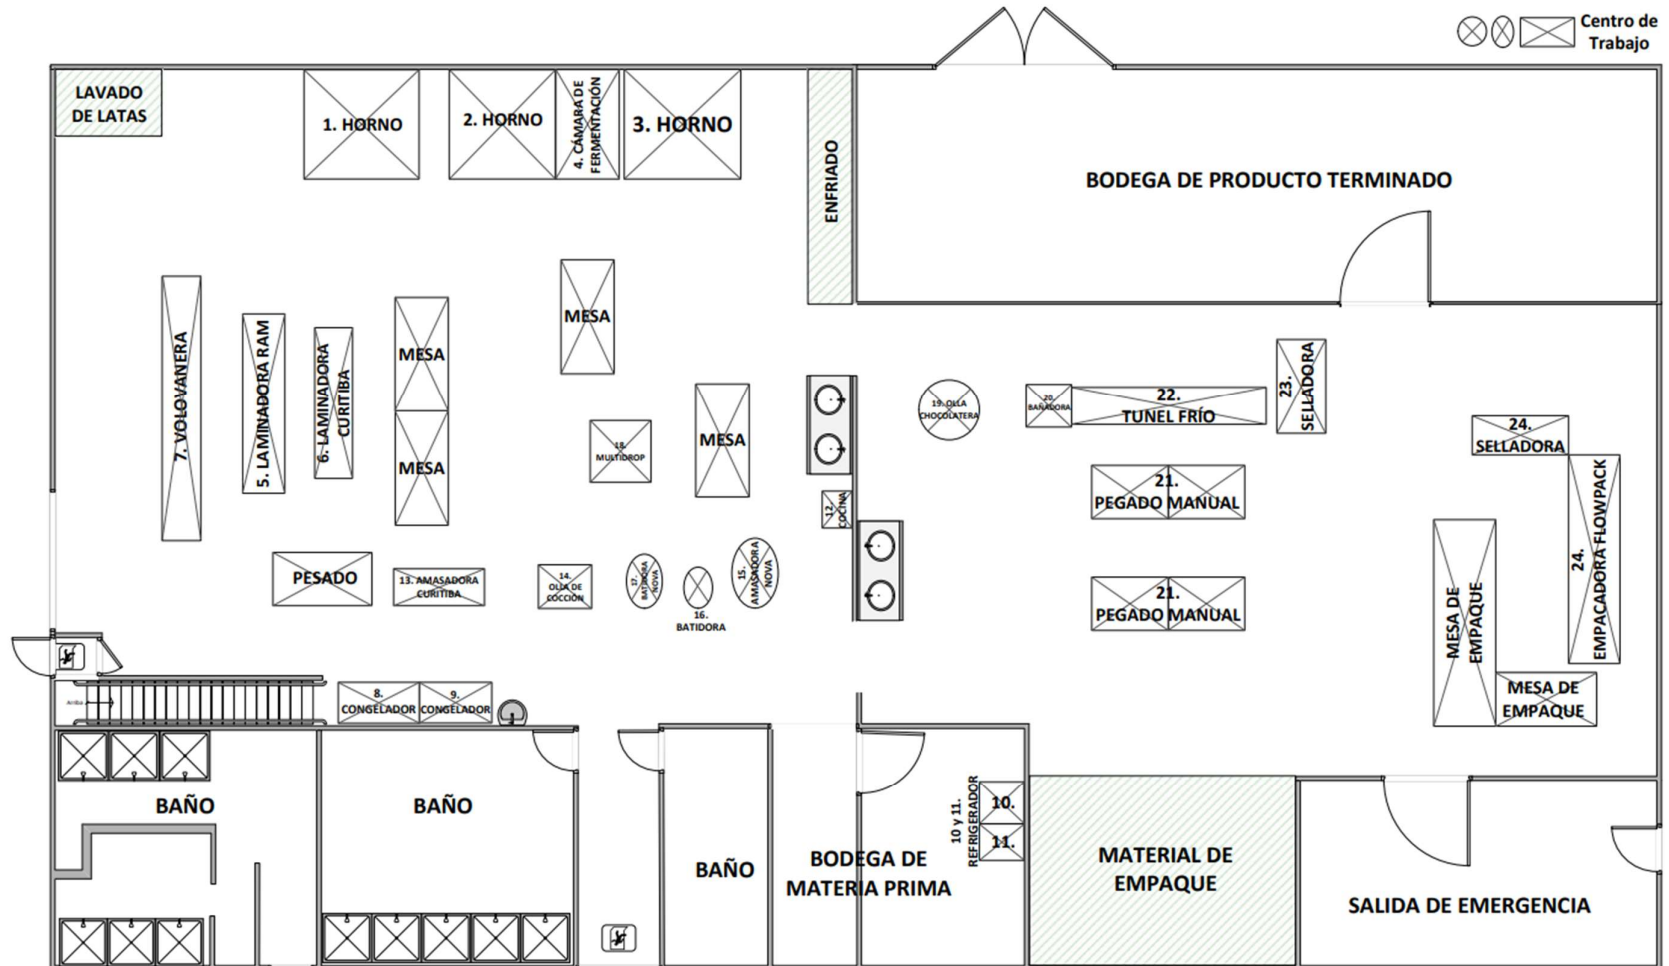 Centro de
Trabajo
LAVADO
DE LATAS
1. HORNO
2. HORNO
4. CÁMARA DE
FERMENTACIÓN
3. HORNO
ENFRIADO
BODEGA DE PRODUCTO TERMINADO
7. VOLOVANERA
5. LAMINADORA RAM
6. LAMINADORA
CURITIBA
MESA
MESA
MESA
MESA
18.
MULTIDROP
12.
COCINA
PESADO
13. AMASADORA
CURITIBA
14.
OLLA DE
COCCIÓN
17.
BATIDORA
NOVA
16.
BATIDORA
15.
AMASADORA
NOVA
19. OLLA
CHOCOLATERA
20.
BAÑADORA
22.
TUNEL FRÍO
23.
SELLADORA
21.
PEGADO MANUAL
21.
PEGADO MANUAL
24.
SELLADORA
24.
EMPACADORA FLOWPACK
MESA DE
EMPAQUE
MESA DE
EMPAQUE
Arriba
8.
CONGELADOR
9.
CONGELADOR
BAÑO
BAÑO
BAÑO
BODEGA DE
MATERIA PRIMA
10 y 11.
REFRIGERADOR
10.
11.
MATERIAL DE
EMPAQUE
SALIDA DE EMERGENCIA